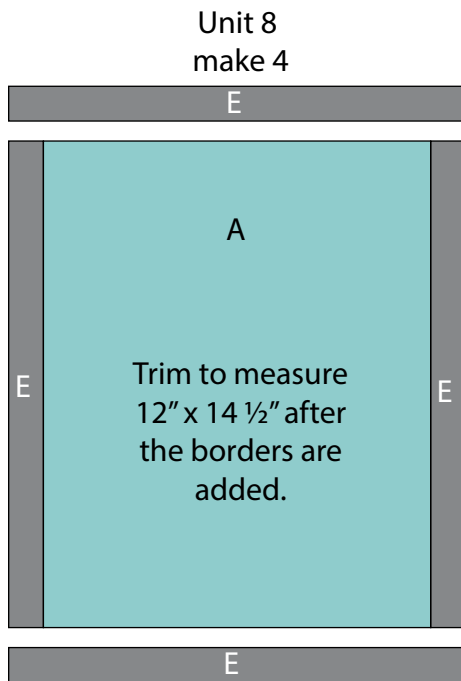 Unit 8
make 4
E
A
E
E
Trim to measure
12” x 14 ½” after
the borders are
added.
E